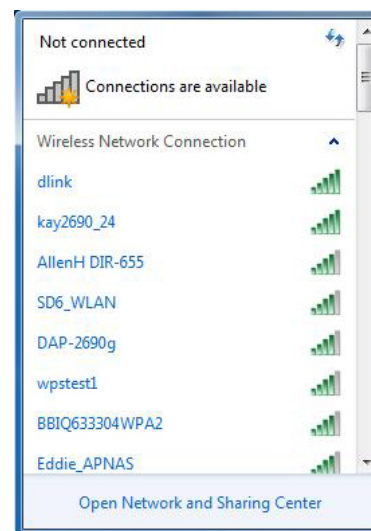 Not connected
Connections are available
Wireless Network Connection
dlink
kay2690_24
AllenH DIR-655
SD6_WLAN
DAP-2690g
wpstest1
BBIQ633304WPA2
Eddie_APNAS
Open Network and Sharing Center